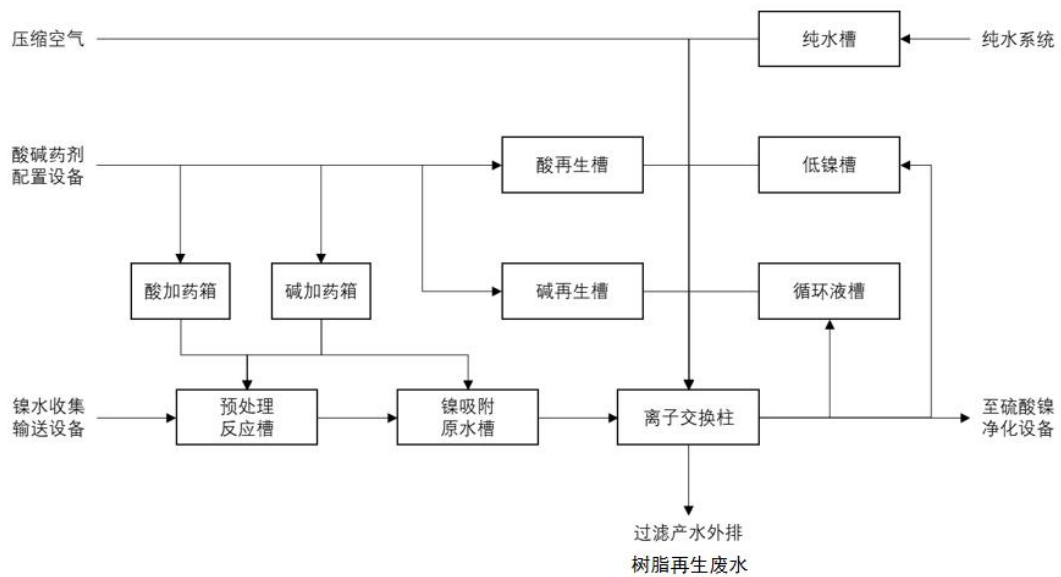 压缩空气
纯水槽
纯水系统
酸碱药剂
配置设备
酸再生槽
低镍槽
酸加药箱
碱加药箱
碱再生槽
循环液槽
镍水收集
输送设备
预处理
反应槽
镍吸附
原水槽
离子交换柱
至硫酸镍
净化设备
过滤产水外排
树脂再生废水